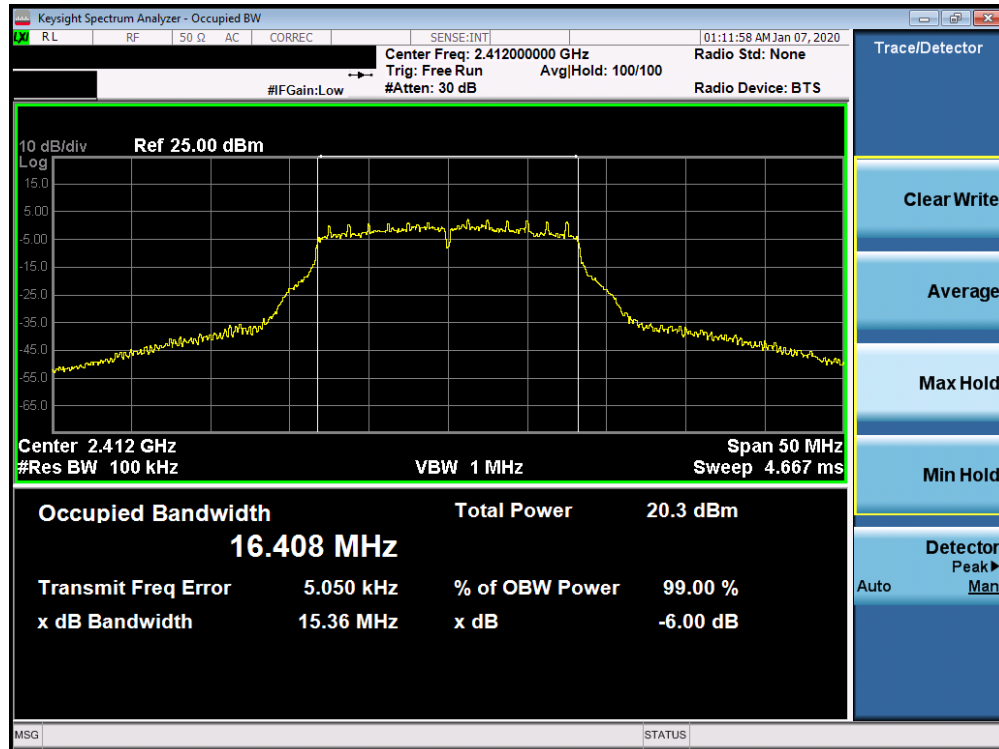 Keysight Spectrum Analyzer - Occupied BW
LXI RL RF 50 Ω AC CORREC SENSE:INT 01:11:58 AM Jan 07, 2020
Center Freq: 2.412000000 GHz Radio Std: None
Trig: Free Run Avg|Hold: 100/100
#IFGain:Low #Atten: 30 dB Radio Device: BTS
10 dB/div Ref 25.00 dBm
Log
15.0
5.00
-5.00
-15.0
-25.0
-35.0
-45.0
-55.0
-65.0
Center 2.412 GHz Span 50 MHz
#Res BW 100 kHz VBW 1 MHz Sweep 4.667 ms
Occupied Bandwidth Total Power 20.3 dBm
16.408 MHz
Transmit Freq Error 5.050 kHz % of OBW Power 99.00 %
x dB Bandwidth 15.36 MHz x dB -6.00 dB
MSG STATUS
Trace/Detector
Clear Write
Average
Max Hold
Min Hold
Detector
Peak▶
Auto Man